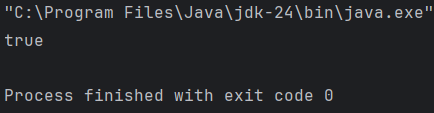 "C:\Program Files\Java\jdk-24\bin\java.exe"
true
Process finished with exit code 0